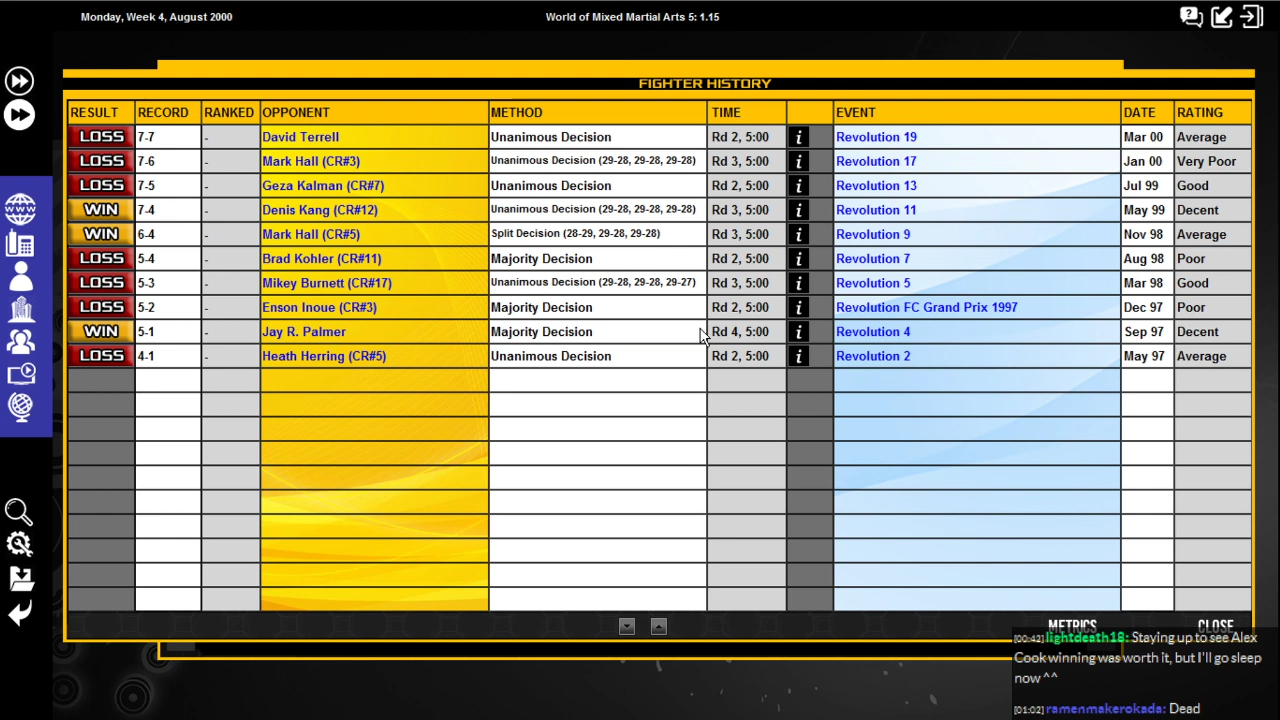 Monday, Week 4, August 2000 World of Mixed Martial Arts 5: 1.15
FIGHTER HISTORY
RESULT RECORD RANKED OPPONENT METHOD TIME EVENT DATE RATING
LOSS 7-7 - David Terrell Unanimous Decision Rd 2, 5:00 i Revolution 19 Mar 00 Average
LOSS 7-6 - Mark Hall (CR#3) Unanimous Decision (29-28, 29-28, 29-28) Rd 3, 5:00 i Revolution 17 Jan 00 Very Poor
LOSS 7-5 - Geza Kalman (CR#7) Unanimous Decision Rd 2, 5:00 i Revolution 13 Jul 99 Good
WIN 7-4 - Denis Kang (CR#12) Unanimous Decision (29-28, 29-28, 29-28) Rd 3, 5:00 i Revolution 11 May 99 Decent
WIN 6-4 - Mark Hall (CR#5) Split Decision (28-29, 29-28, 29-28) Rd 3, 5:00 i Revolution 9 Nov 98 Average
LOSS 5-4 - Brad Kohler (CR#11) Majority Decision Rd 2, 5:00 i Revolution 7 Aug 98 Poor
LOSS 5-3 - Mikey Burnett (CR#17) Unanimous Decision (29-28, 29-28, 29-27) Rd 3, 5:00 i Revolution 5 Mar 98 Good
LOSS 5-2 - Enson Inoue (CR#3) Majority Decision Rd 2, 5:00 i Revolution FC Grand Prix 1997 Dec 97 Poor
WIN 5-1 - Jay R. Palmer Majority Decision Rd 4, 5:00 i Revolution 4 Sep 97 Decent
LOSS 4-1 - Heath Herring (CR#5) Unanimous Decision Rd 2, 5:00 i Revolution 2 May 97 Average
WWW
METRICS CLOSE
[00:42] lightdeath18: Staying up to see Alex
Cook winning was worth it, but I'll go sleep
now ^^
[01:02] ramenmakerokada: Dead